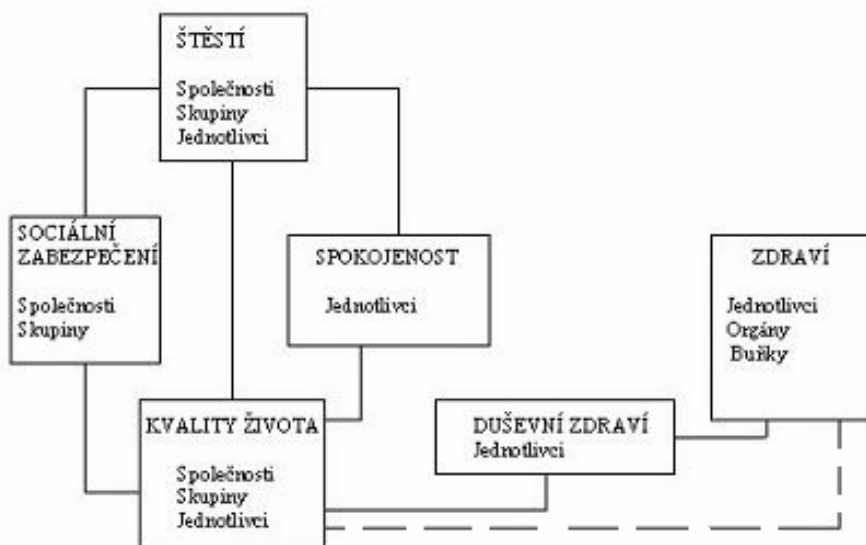 ŠTĚSTÍ
Společnosti
Skupiny
Jednotlivci
SOCIÁLNÍ
ZABEZPEČENÍ
Společnosti
Skupiny
SPOKOJENOST
Jednotlivci
ZDRAVÍ
Jednotlivci
Orgány
Buňky
KVALITY ŽIVOTA
Společnosti
Skupiny
Jednotlivci
DUŠEVNÍ ZDRAVÍ
Jednotlivci